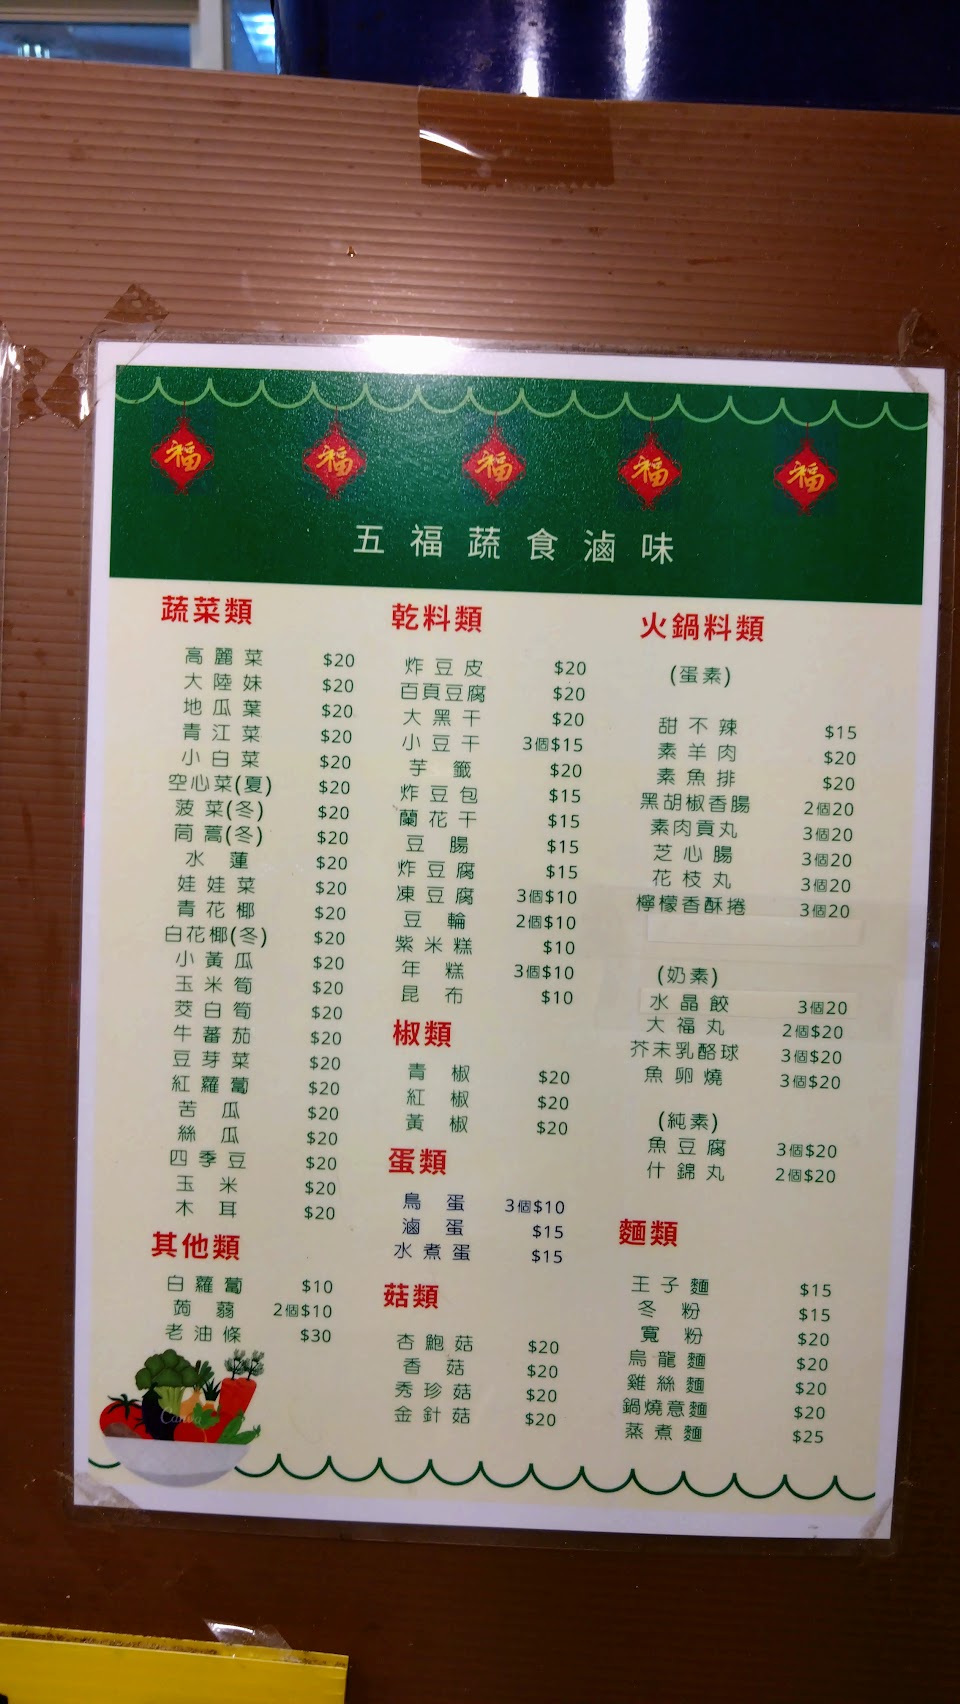 福 福 福 福 福
五福蔬食滷味
蔬菜類
高麗菜 $20
大陸妹 $20
地瓜葉 $20
青江菜 $20
小白菜 $20
空心菜(夏) $20
菠菜(冬) $20
茼蒿(冬) $20
水蓮 $20
娃娃菜 $20
青花椰 $20
白花椰(冬) $20
小黃瓜 $20
玉米筍 $20
茭白筍 $20
牛蕃茄 $20
豆芽菜 $20
紅蘿蔔 $20
苦瓜 $20
絲瓜 $20
四季豆 $20
玉米 $20
木耳 $20
其他類
白蘿蔔 $10
蒟蒻 2個$10
老油條 $30
Canva
乾料類
炸豆皮 $20
百頁豆腐 $20
大黑干 $20
小豆干 3個$15
芋籤 $20
炸豆包 $15
蘭花干 $15
豆腸 $15
炸豆腐 $15
凍豆腐 3個$10
豆輪 2個$10
紫米糕 $10
年糕 3個$10
昆布 $10
椒類
青椒 $20
紅椒 $20
黃椒 $20
蛋類
鳥蛋 3個$10
滷蛋 $15
水煮蛋 $15
菇類
杏鮑菇 $20
香菇 $20
秀珍菇 $20
金針菇 $20
火鍋料類
(蛋素)
甜不辣 $15
素羊肉 $20
素魚排 $20
黑胡椒香腸 2個20
素肉貢丸 3個20
芝心腸 3個20
花枝丸 3個20
檸檬香酥捲 3個20
(奶素)
水晶餃 3個20
大福丸 2個$20
芥末乳酪球 3個$20
魚卵燒 3個$20
(純素)
魚豆腐 3個$20
什錦丸 2個$20
麵類
王子麵 $15
冬粉 $15
寬粉 $20
烏龍麵 $20
雞絲麵 $20
鍋燒意麵 $20
蒸煮麵 $25